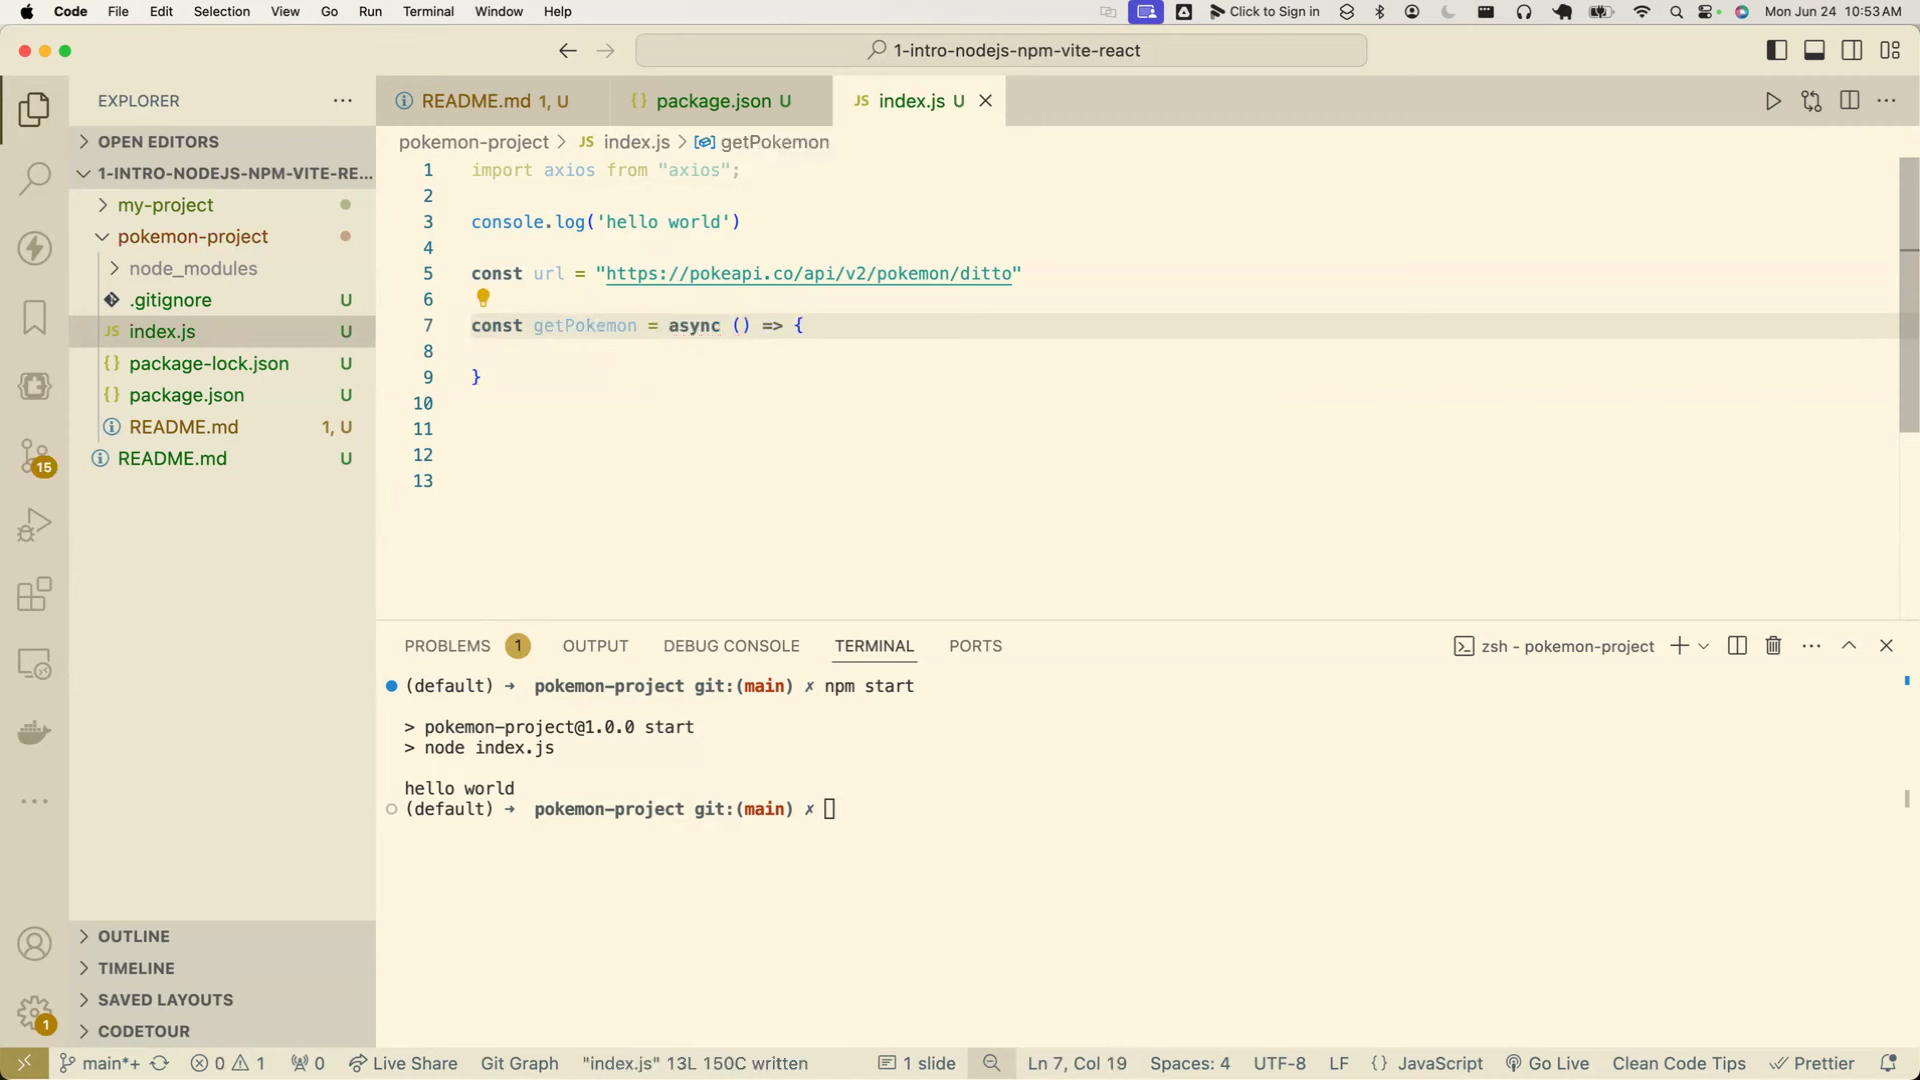 Code File Edit Selection View Go Run Terminal Window Help Click to Sign in Mon Jun 24 10:53 AM
1-intro-nodejs-npm-vite-react
EXPLORER
README.md 1, U
{} package.json U
JS index.js U
pokemon-project > JS index.js > getPokemon
OPEN EDITORS
1-INTRO-NODEJS-NPM-VITE-RE...
my-project
pokemon-project
node_modules
.gitignore U
JS index.js U
{} package-lock.json U
{} package.json U
README.md 1, U
README.md U
1 import axios from "axios";
2
3 console.log('hello world')
4
5 const url = "https://pokeapi.co/api/v2/pokemon/ditto"
6
7 const getPokemon = async () => {
8
9 }
10
11
12
13
15
1
OUTLINE
TIMELINE
SAVED LAYOUTS
CODETOUR
PROBLEMS 1 OUTPUT DEBUG CONSOLE TERMINAL PORTS
zsh - pokemon-project
(default) → pokemon-project git:(main) ✗ npm start
> pokemon-project@1.0.0 start
> node index.js
hello world
(default) → pokemon-project git:(main) ✗
main*+ 0 1 0 Live Share Git Graph "index.js" 13L 150C written 1 slide Ln 7, Col 19 Spaces: 4 UTF-8 LF {} JavaScript Go Live Clean Code Tips Prettier